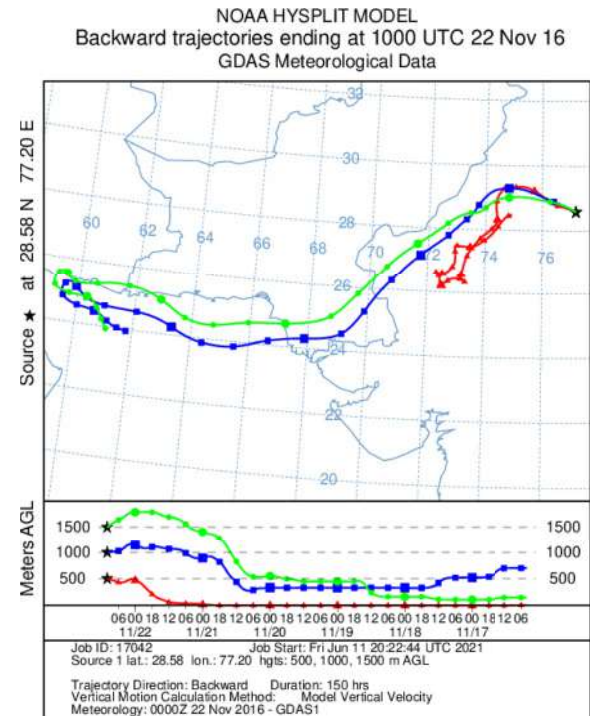 NOAA HYSPLIT MODEL
Backward trajectories ending at 1000 UTC 22 Nov 16
GDAS Meteorological Data
Source ★ at 28.58 N 77.20 E
32
30
28
60 62 64 66 68 70 72 74 76
26
24
22
20
Meters AGL
1500 1500
1000 1000
500 500
06 00 18 12 06 00 18 12 06 00 18 12 06 00 18 12 06 00 18 12 06 00 18 12 06
11/22 11/21 11/20 11/19 11/18 11/17
Job ID: 17042 Job Start: Fri Jun 11 20:22:44 UTC 2021
Source 1 lat.: 28.58 lon.: 77.20 hgts: 500, 1000, 1500 m AGL
Trajectory Direction: Backward Duration: 150 hrs
Vertical Motion Calculation Method: Model Vertical Velocity
Meteorology: 0000Z 22 Nov 2016 - GDAS1